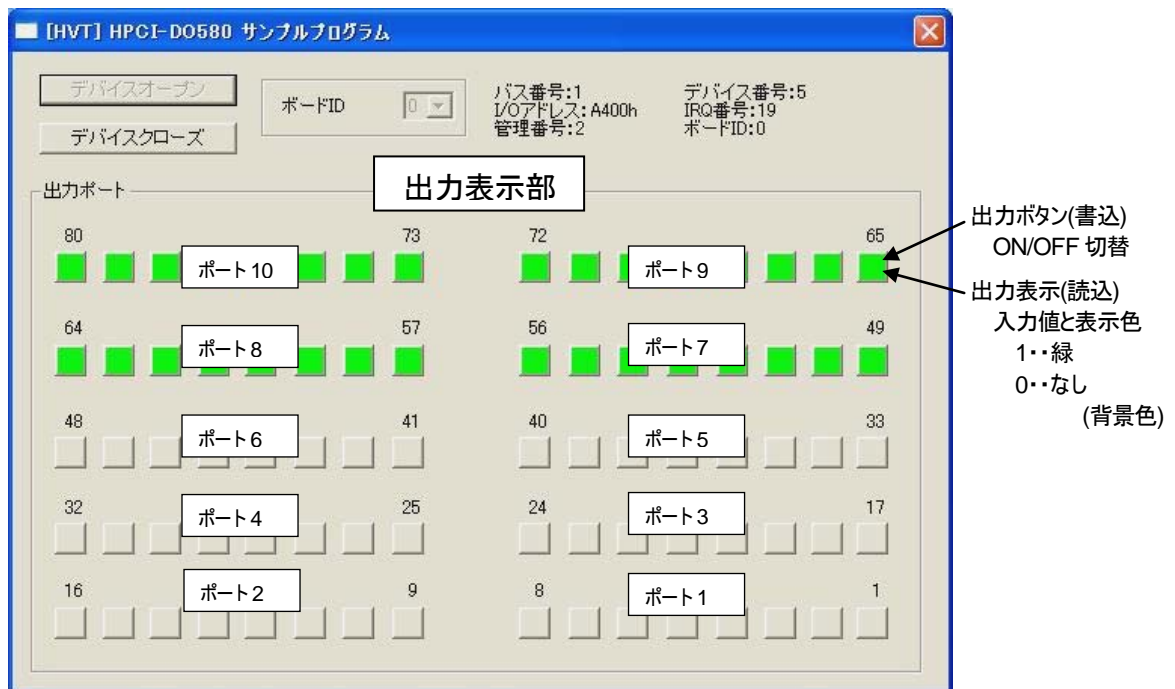 [HVT] HPCI-DO580 サンプルプログラム
デバイスオープン
デバイスクローズ
ボードID
0
バス番号:1
I/Oアドレス:A400h
管理番号:2
デバイス番号:5
IRQ番号:19
ボードID:0
出力表示部
出力ポート
80 73 72 65
ポート10 ポート9
64 57 56 49
ポート8 ポート7
48 41 40 33
ポート6 ポート5
32 25 24 17
ポート4 ポート3
16 9 8 1
ポート2 ポート1
出力ボタン(書込)
ON/OFF 切替
出力表示(読込)
入力値と表示色
1・・緑
0・・なし
(背景色)